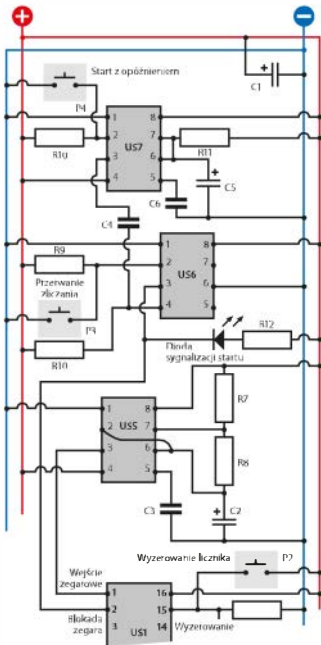 + −
Start z opóźnieniem
P4
C1
1 8
R10 2 7 R11
US7
3 6
4 5
C6 C5
C4
1 8
R9
2 7
US6
Przerwanie
zliczania
3 6
4 5
P3
R12
R10
Dioda
sygnalizacji startu
R7
1 8
2 7
US5
3 6
R8
4 5
C3 C2
Wyzerowanie licznika P2
Wejście
zegarowe
1 16
2 15
Blokada
zegara
3 14
US1
Wyzerowanie